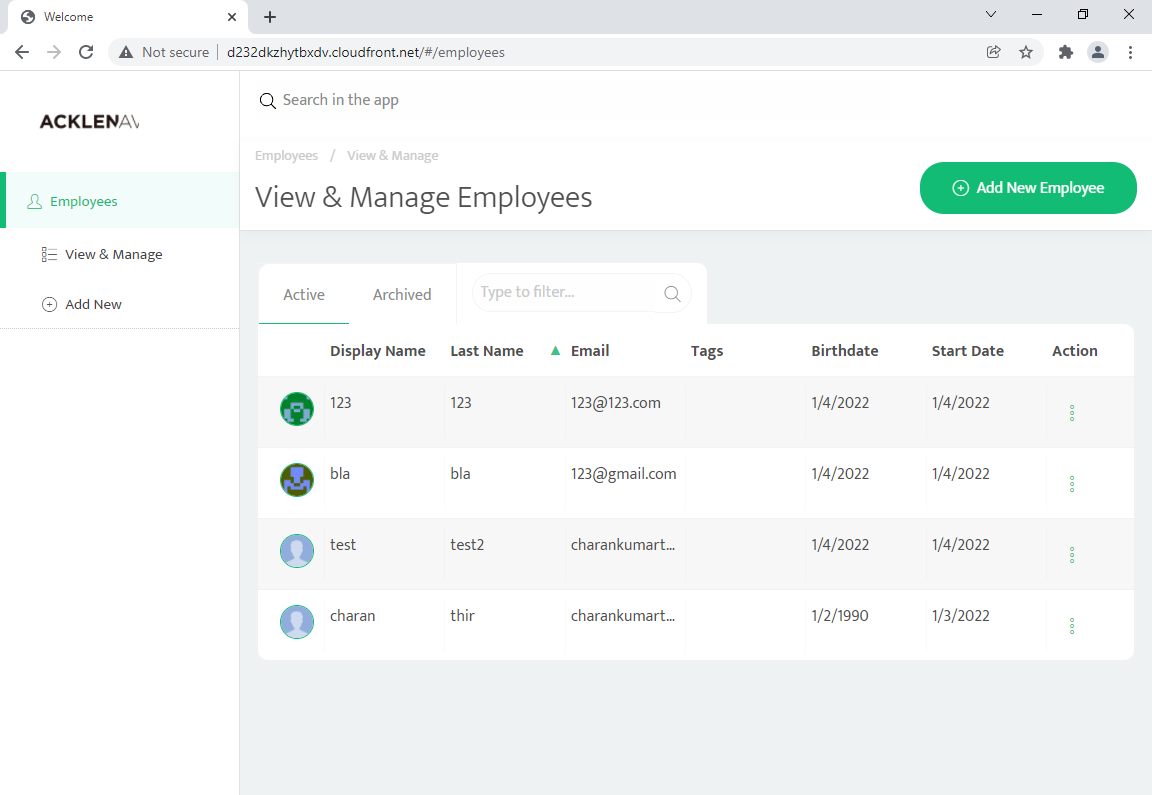 Welcome
Not secure
d232dkzhytbxdv.cloudfront.net/#/employees
ACKLENAV
Search in the app
Employees / View & Manage
View & Manage Employees
Add New Employee
Employees
View & Manage
Add New
Active Archived Type to filter...
Display Name Last Name Email Tags Birthdate Start Date Action
123 123 123@123.com 1/4/2022 1/4/2022
bla bla 123@gmail.com 1/4/2022 1/4/2022
test test2 charankumart... 1/4/2022 1/4/2022
charan thir charankumart... 1/2/1990 1/3/2022